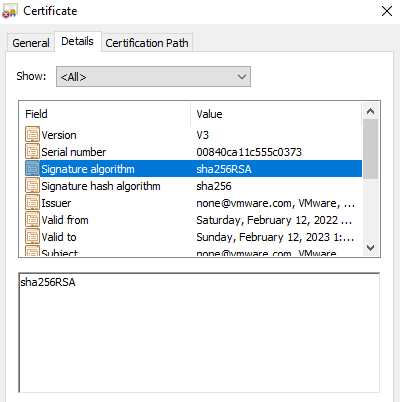 Certificate
General Details Certification Path
Show: <All>
Field Value
Version V3
Serial number 00840ca11c555c0373
Signature algorithm sha256RSA
Signature hash algorithm sha256
Issuer none@vmware.com, VMware, ...
Valid from Saturday, February 12, 2022 ...
Valid to Sunday, February 12, 2023 1:...
Subject none@vmware.com, VMware, ...
sha256RSA